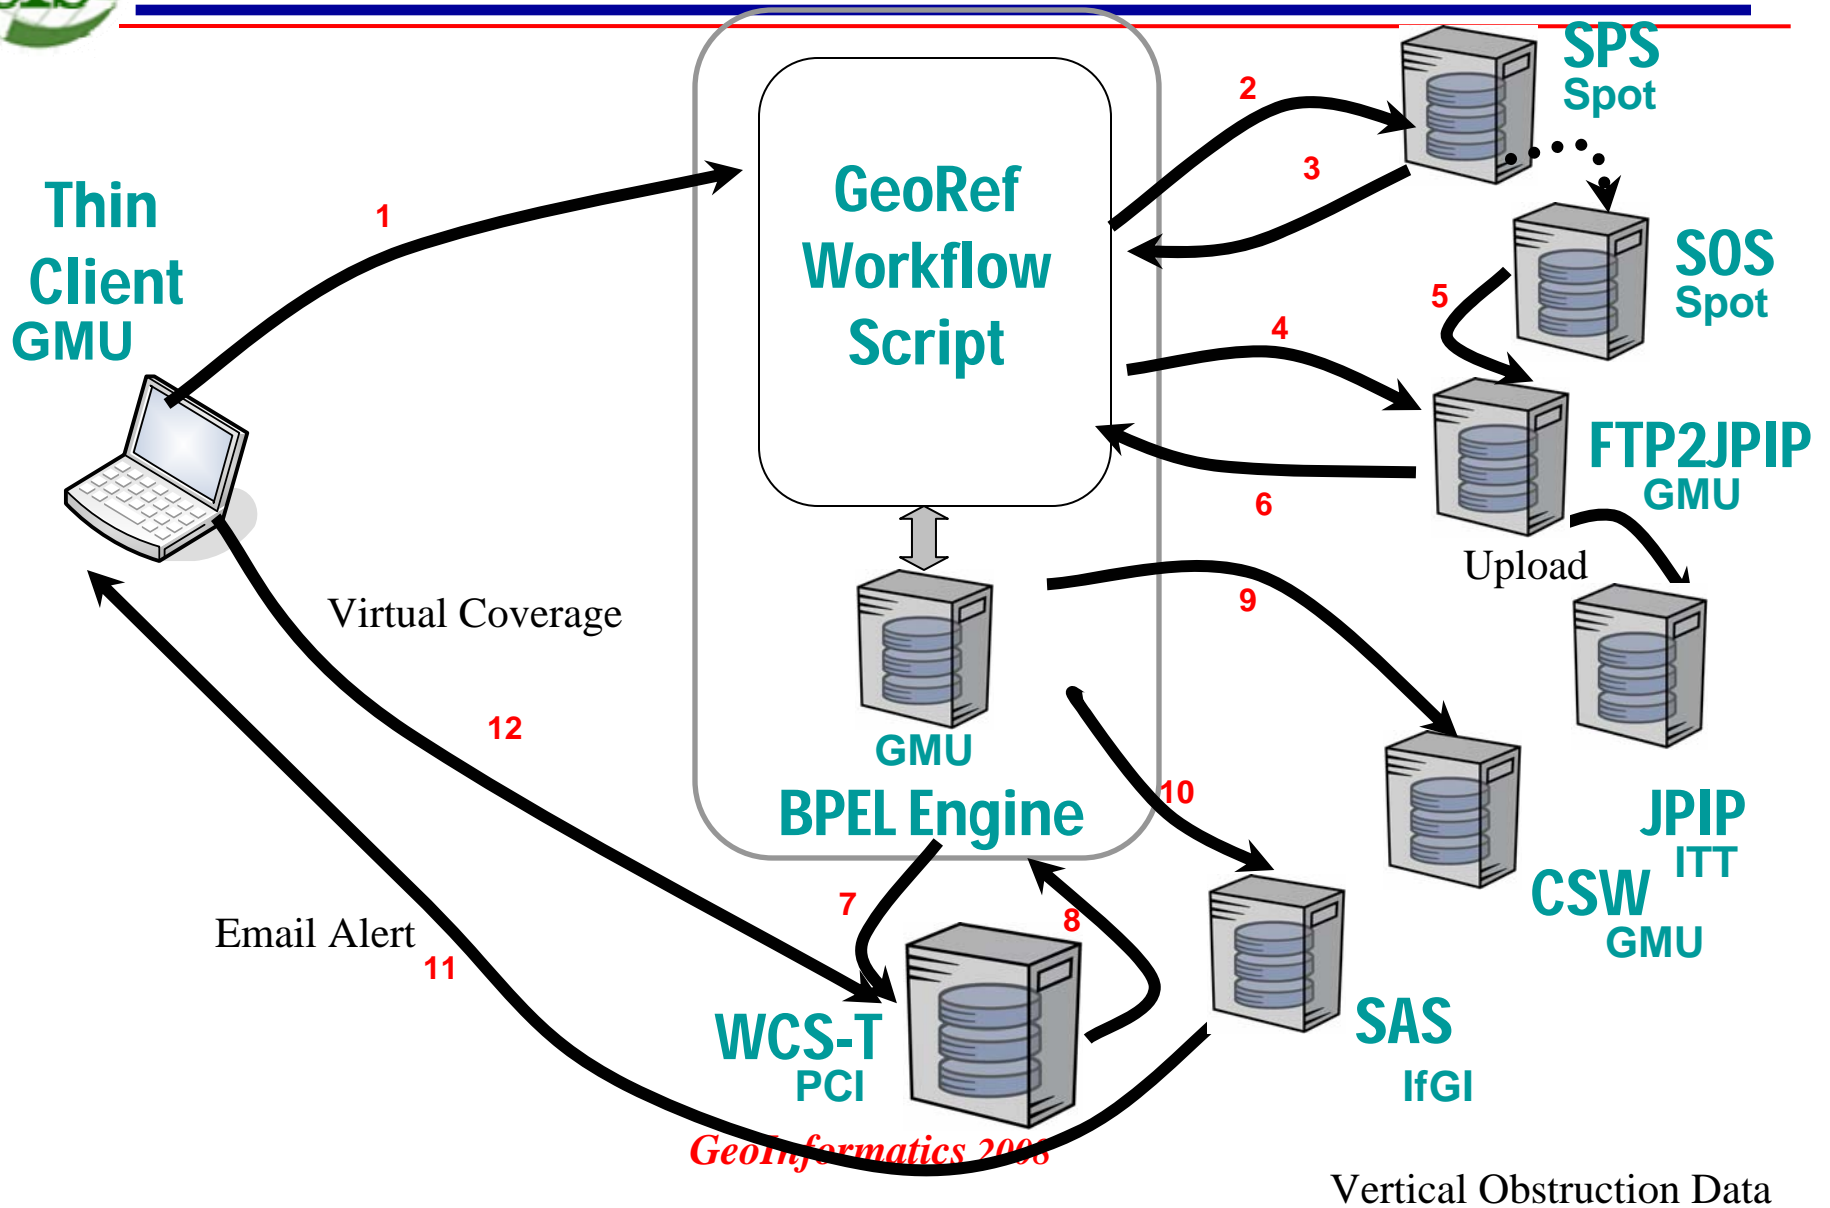 SPS
Spot
2
3
Thin
Client
GMU
1
GeoRef
Workflow
Script
SOS
Spot
5
4
FTP2JPIP
GMU
6
Upload
9
Virtual Coverage
12
GMU
BPEL Engine
10
JPIP
ITT
CSW
GMU
7
8
Email Alert
11
WCS-T
PCI
SAS
IfGI
GeoInformatics 2008
Vertical Obstruction Data